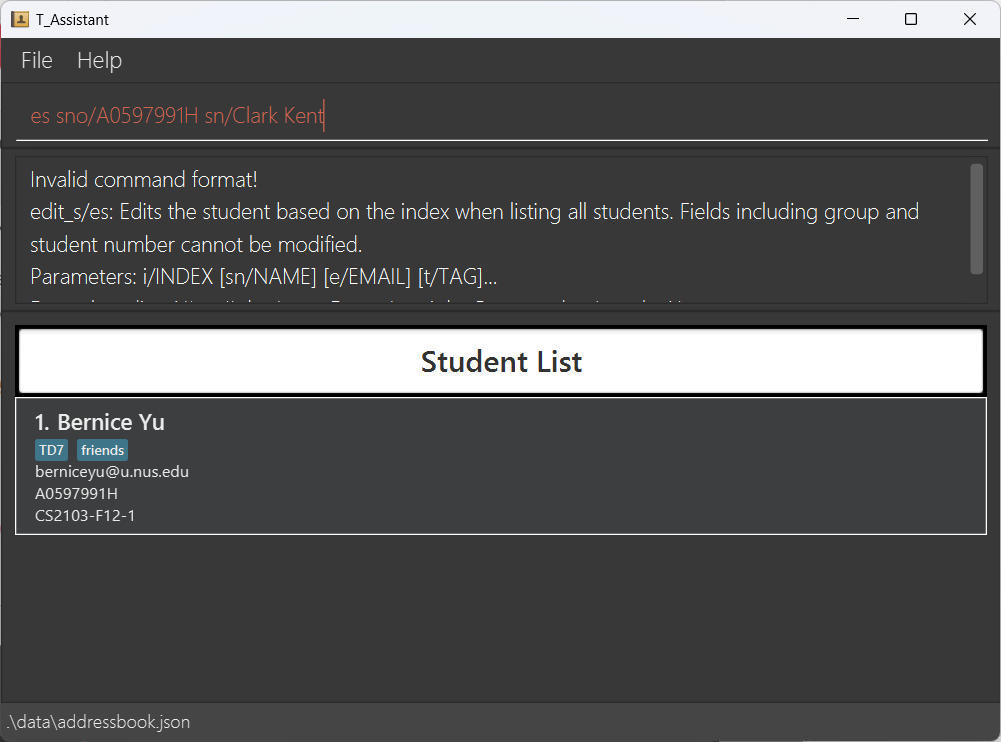 T_Assistant
File Help
es sno/A0597991H sn/Clark Kent
Invalid command format!
edit_s/es: Edits the student based on the index when listing all students. Fields including group and
student number cannot be modified.
Parameters: i/INDEX [sn/NAME] [e/EMAIL] [t/TAG]...
Student List
1. Bernice Yu
TD7 friends
berniceyu@u.nus.edu
A0597991H
CS2103-F12-1
.\data\addressbook.json